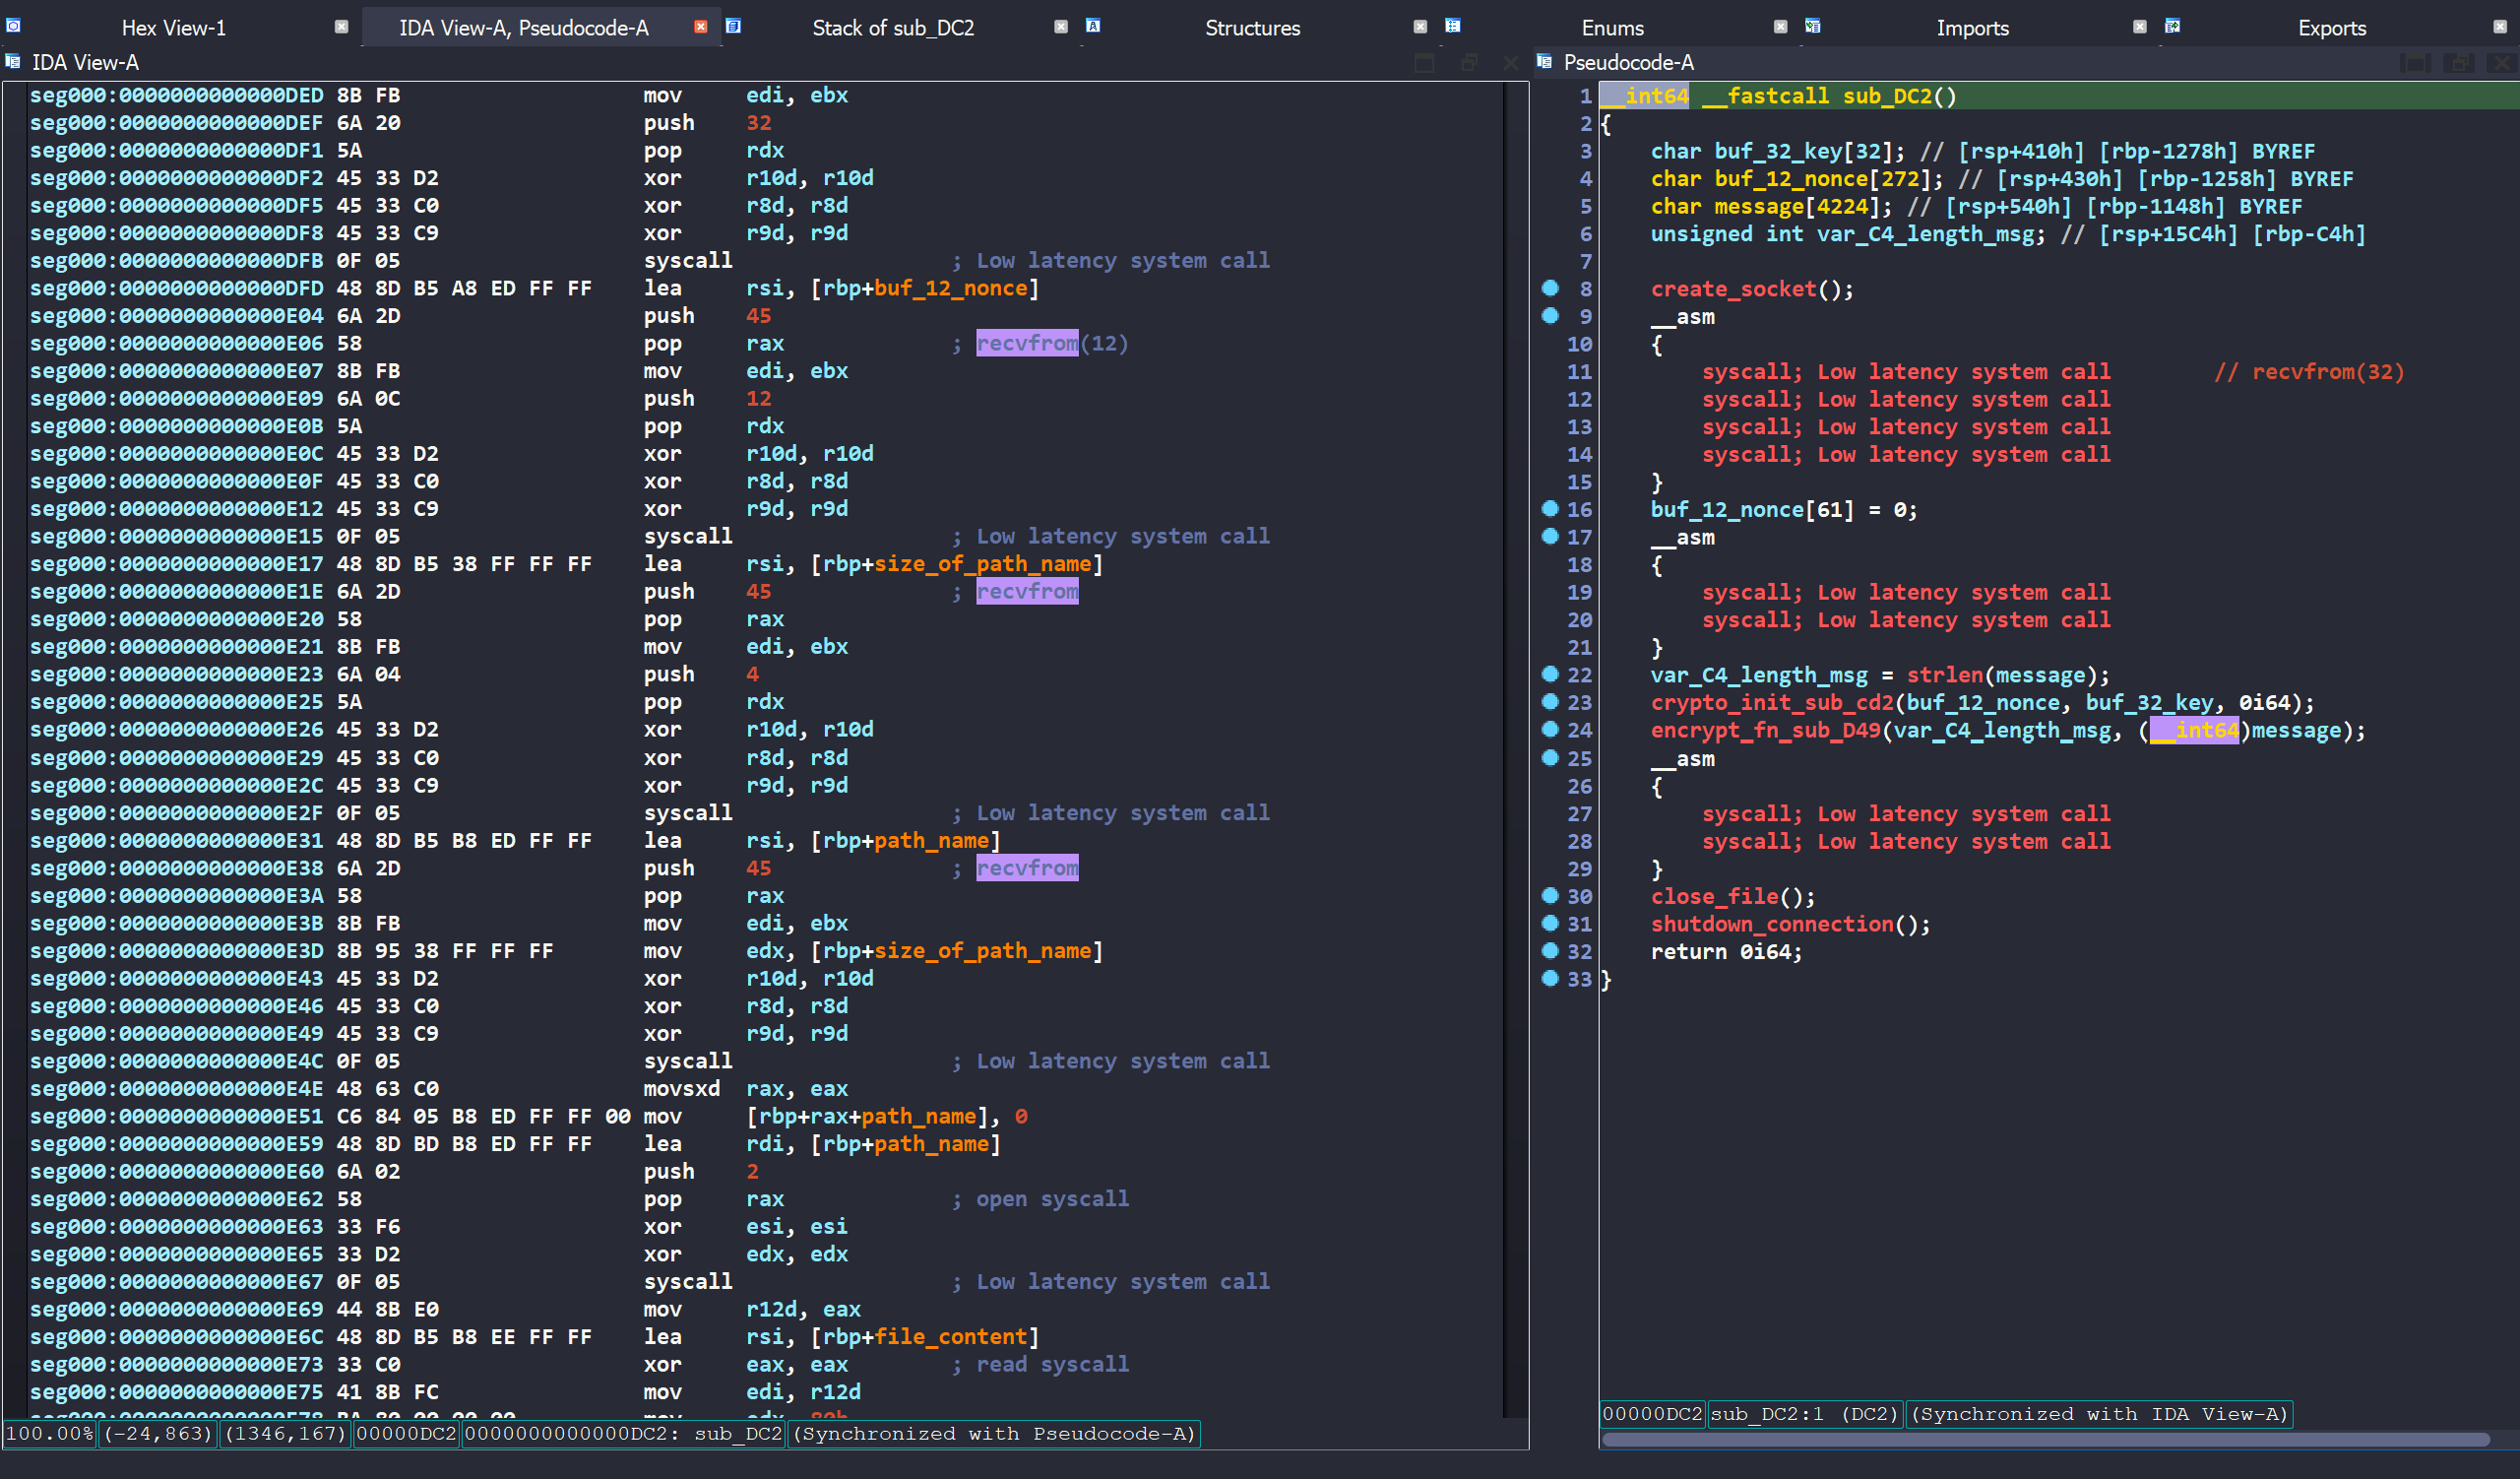 Hex View-1 IDA View-A, Pseudocode-A Stack of sub_DC2 Structures Enums Imports Exports
IDA View-A
seg000:0000000000000DED 8B FB mov edi, ebx
seg000:0000000000000DEF 6A 20 push 32
seg000:0000000000000DF1 5A pop rdx
seg000:0000000000000DF2 45 33 D2 xor r10d, r10d
seg000:0000000000000DF5 45 33 C0 xor r8d, r8d
seg000:0000000000000DF8 45 33 C9 xor r9d, r9d
seg000:0000000000000DFB 0F 05 syscall ; Low latency system call
seg000:0000000000000DFD 48 8D B5 A8 ED FF FF lea rsi, [rbp+buf_12_nonce]
seg000:0000000000000E04 6A 2D push 45
seg000:0000000000000E06 58 pop rax ; recvfrom(12)
seg000:0000000000000E07 8B FB mov edi, ebx
seg000:0000000000000E09 6A 0C push 12
seg000:0000000000000E0B 5A pop rdx
seg000:0000000000000E0C 45 33 D2 xor r10d, r10d
seg000:0000000000000E0F 45 33 C0 xor r8d, r8d
seg000:0000000000000E12 45 33 C9 xor r9d, r9d
seg000:0000000000000E15 0F 05 syscall ; Low latency system call
seg000:0000000000000E17 48 8D B5 38 FF FF FF lea rsi, [rbp+size_of_path_name]
seg000:0000000000000E1E 6A 2D push 45 ; recvfrom
seg000:0000000000000E20 58 pop rax
seg000:0000000000000E21 8B FB mov edi, ebx
seg000:0000000000000E23 6A 04 push 4
seg000:0000000000000E25 5A pop rdx
seg000:0000000000000E26 45 33 D2 xor r10d, r10d
seg000:0000000000000E29 45 33 C0 xor r8d, r8d
seg000:0000000000000E2C 45 33 C9 xor r9d, r9d
seg000:0000000000000E2F 0F 05 syscall ; Low latency system call
seg000:0000000000000E31 48 8D B5 B8 ED FF FF lea rsi, [rbp+path_name]
seg000:0000000000000E38 6A 2D push 45 ; recvfrom
seg000:0000000000000E3A 58 pop rax
seg000:0000000000000E3B 8B FB mov edi, ebx
seg000:0000000000000E3D 8B 95 38 FF FF FF mov edx, [rbp+size_of_path_name]
seg000:0000000000000E43 45 33 D2 xor r10d, r10d
seg000:0000000000000E46 45 33 C0 xor r8d, r8d
seg000:0000000000000E49 45 33 C9 xor r9d, r9d
seg000:0000000000000E4C 0F 05 syscall ; Low latency system call
seg000:0000000000000E4E 48 63 C0 movsxd rax, eax
seg000:0000000000000E51 C6 84 05 B8 ED FF FF 00 mov [rbp+rax+path_name], 0
seg000:0000000000000E59 48 8D BD B8 ED FF FF lea rdi, [rbp+path_name]
seg000:0000000000000E60 6A 02 push 2
seg000:0000000000000E62 58 pop rax ; open syscall
seg000:0000000000000E63 33 F6 xor esi, esi
seg000:0000000000000E65 33 D2 xor edx, edx
seg000:0000000000000E67 0F 05 syscall ; Low latency system call
seg000:0000000000000E69 44 8B E0 mov r12d, eax
seg000:0000000000000E6C 48 8D B5 B8 EE FF FF lea rsi, [rbp+file_content]
seg000:0000000000000E73 33 C0 xor eax, eax ; read syscall
seg000:0000000000000E75 41 8B FC mov edi, r12d
100.00% (-24,863) (1346,167) 00000DC2 0000000000000DC2: sub_DC2 (Synchronized with Pseudocode-A)
Pseudocode-A
1 __int64 __fastcall sub_DC2()
2 {
3 char buf_32_key[32]; // [rsp+410h] [rbp-1278h] BYREF
4 char buf_12_nonce[272]; // [rsp+430h] [rbp-1258h] BYREF
5 char message[4224]; // [rsp+540h] [rbp-1148h] BYREF
6 unsigned int var_C4_length_msg; // [rsp+15C4h] [rbp-C4h]
7
8 create_socket();
9 __asm
10 {
11 syscall; Low latency system call // recvfrom(32)
12 syscall; Low latency system call
13 syscall; Low latency system call
14 syscall; Low latency system call
15 }
16 buf_12_nonce[61] = 0;
17 __asm
18 {
19 syscall; Low latency system call
20 syscall; Low latency system call
21 }
22 var_C4_length_msg = strlen(message);
23 crypto_init_sub_cd2(buf_12_nonce, buf_32_key, 0i64);
24 encrypt_fn_sub_D49(var_C4_length_msg, (__int64)message);
25 __asm
26 {
27 syscall; Low latency system call
28 syscall; Low latency system call
29 }
30 close_file();
31 shutdown_connection();
32 return 0i64;
33 }
00000DC2 sub_DC2:1 (DC2) (Synchronized with IDA View-A)